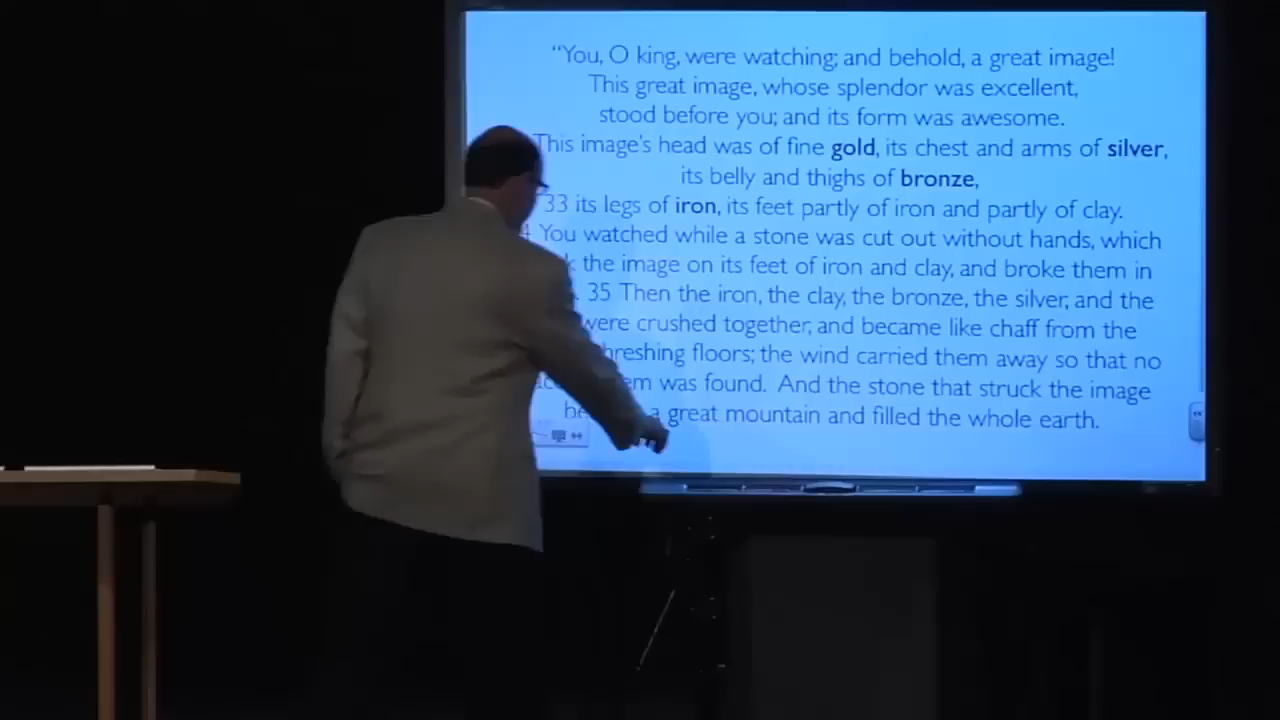 “You, O king, were watching; and behold, a great image!
This great image, whose splendor was excellent,
stood before you; and its form was awesome.
This image's head was of fine gold, its chest and arms of silver,
its belly and thighs of bronze,
33 its legs of iron, its feet partly of iron and partly of clay.
You watched while a stone was cut out without hands, which
the image on its feet of iron and clay, and broke them in
35 Then the iron, the clay, the bronze, the silver, and the
were crushed together, and became like chaff from the
threshing floors; the wind carried them away so that no
was found. And the stone that struck the image
a great mountain and filled the whole earth.